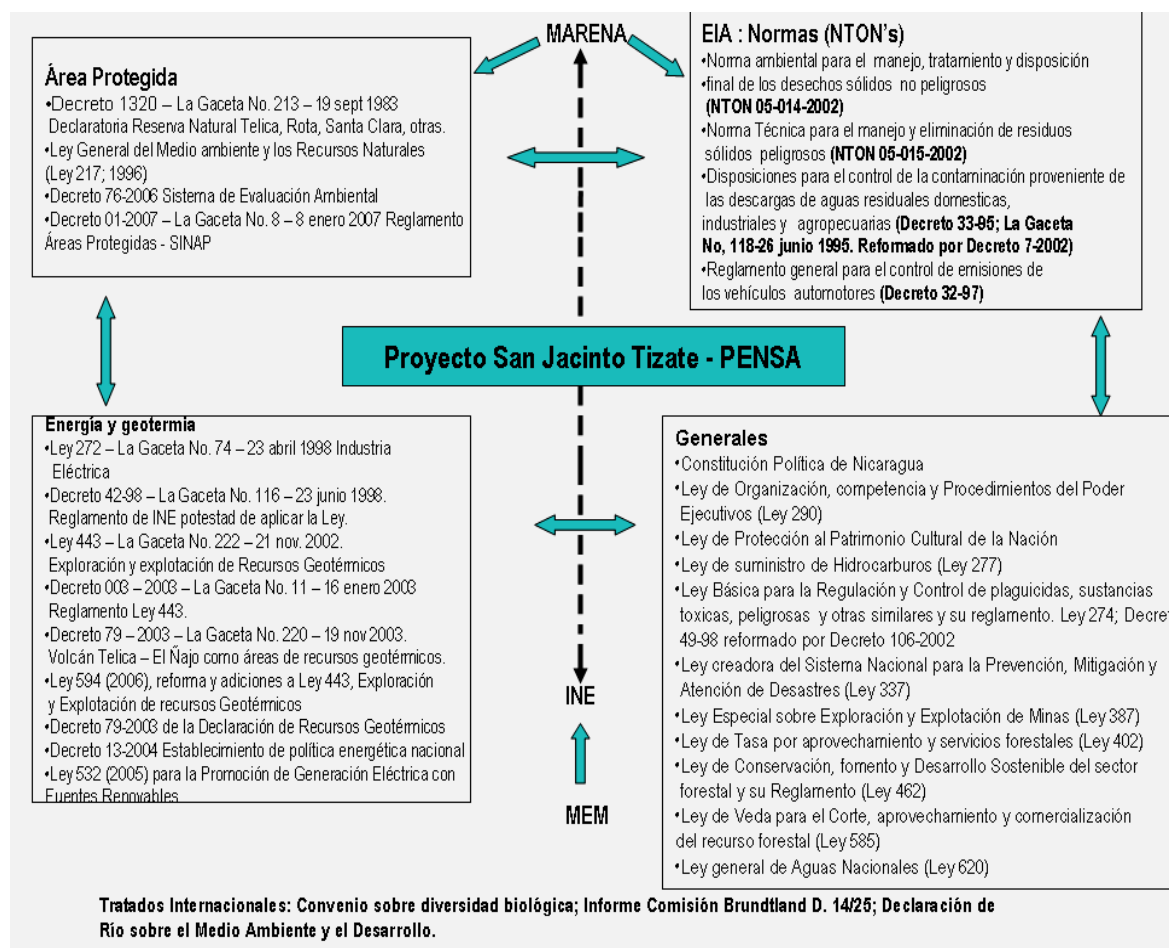 MARENA
Área Protegida
•Decreto 1320 – La Gaceta No. 213 – 19 sept 1983
Declaratoria Reserva Natural Telica, Rota, Santa Clara, otras.
•Ley General del Medio ambiente y los Recursos Naturales
(Ley 217; 1996)
•Decreto 76-2006 Sistema de Evaluación Ambiental
•Decreto 01-2007 – La Gaceta No. 8 – 8 enero 2007 Reglamento
Áreas Protegidas - SINAP
EIA : Normas (NTON's)
•Norma ambiental para el manejo, tratamiento y disposición
•final de los desechos sólidos no peligrosos
(NTON 05-014-2002)
•Norma Técnica para el manejo y eliminación de residuos
sólidos peligrosos (NTON 05-015-2002)
•Disposiciones para el control de la contaminación proveniente de
las descargas de aguas residuales domesticas,
industriales y agropecuarias (Decreto 33-95; La Gaceta
No, 118-26 junio 1995. Reformado por Decreto 7-2002)
•Reglamento general para el control de emisiones de
los vehículos automotores (Decreto 32-97)
Proyecto San Jacinto Tizate - PENSA
Energía y geotermia
•Ley 272 – La Gaceta No. 74 – 23 abril 1998 Industria
Eléctrica
•Decreto 42-98 – La Gaceta No. 116 – 23 junio 1998.
Reglamento de INE potestad de aplicar la Ley.
•Ley 443 – La Gaceta No. 222 – 21 nov. 2002.
Exploración y explotación de Recursos Geotérmicos
•Decreto 003 – 2003 – La Gaceta No. 11 – 16 enero 2003
Reglamento Ley 443.
•Decreto 79 – 2003 – La Gaceta No. 220 – 19 nov 2003.
Volcán Telica – El Ñajo como áreas de recursos geotérmicos.
•Ley 594 (2006), reforma y adiciones a Ley 443, Exploración
y Explotación de recursos Geotérmicos
•Decreto 79-2003 de la Declaración de Recursos Geotérmicos
•Decreto 13-2004 Establecimiento de política energética nacional
•Ley 532 (2005) para la Promoción de Generación Eléctrica con
Fuentes Renovables
INE
MEM
Generales
•Constitución Política de Nicaragua
•Ley de Organización, competencia y Procedimientos del Poder
Ejecutivos (Ley 290)
•Ley de Protección al Patrimonio Cultural de la Nación
•Ley de suministro de Hidrocarburos (Ley 277)
•Ley Básica para la Regulación y Control de plaguicidas, sustancias
toxicas, peligrosas y otras similares y su reglamento. Ley 274; Decret
49-98 reformado por Decreto 106-2002
•Ley creadora del Sistema Nacional para la Prevención, Mitigación y
Atención de Desastres (Ley 337)
•Ley Especial sobre Exploración y Explotación de Minas (Ley 387)
•Ley de Tasa por aprovechamiento y servicios forestales (Ley 402)
•Ley de Conservación, fomento y Desarrollo Sostenible del sector
forestal y su Reglamento (Ley 462)
•Ley de Veda para el Corte, aprovechamiento y comercialización
del recurso forestal (Ley 585)
•Ley general de Aguas Nacionales (Ley 620)
Tratados Internacionales: Convenio sobre diversidad biológica; Informe Comisión Brundtland D. 14/25; Declaración de
Río sobre el Medio Ambiente y el Desarrollo.